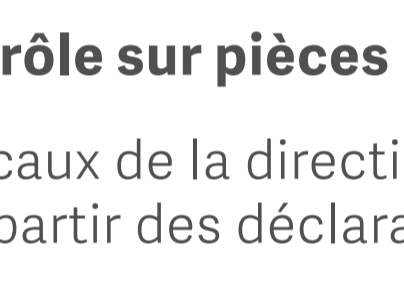 rôle sur pièces
caux de la directi
partir des déclara